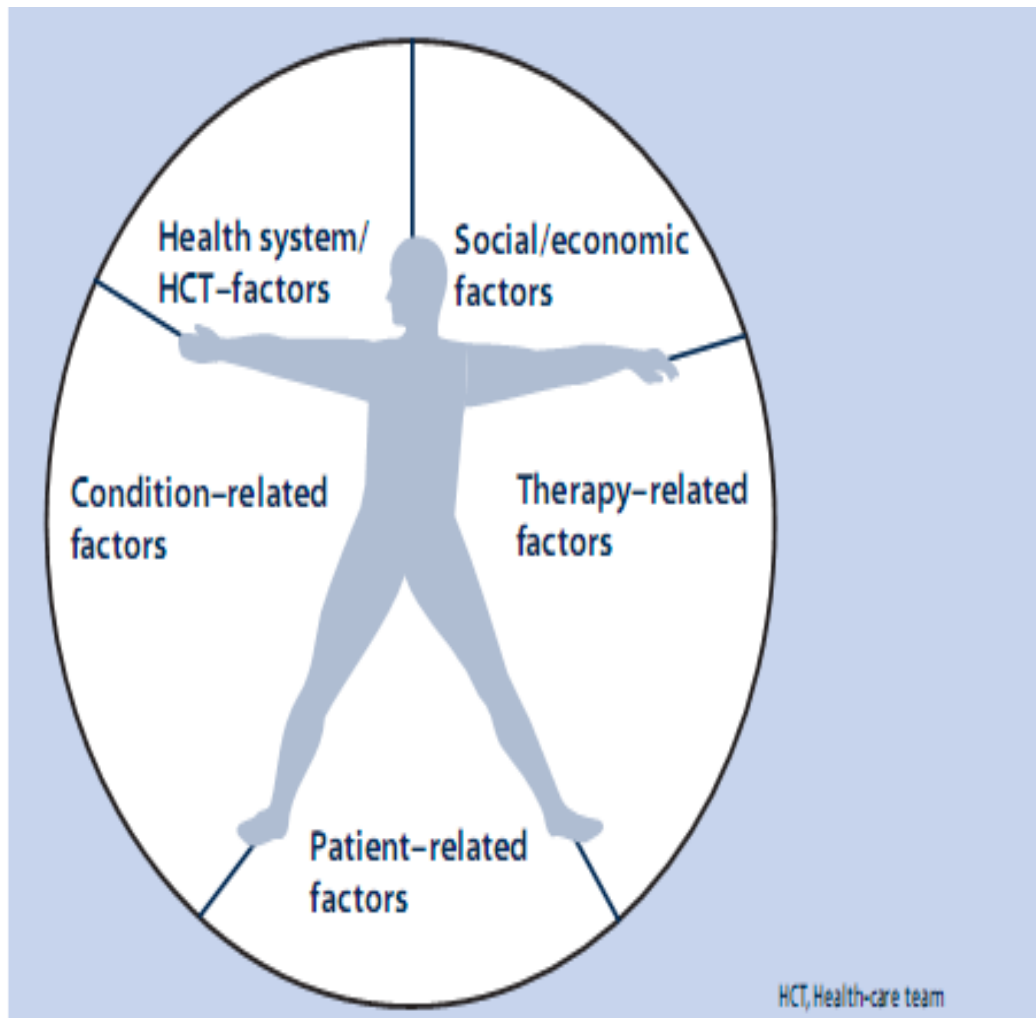 Health system/
HCT–factors
Social/economic
factors
Condition–related
factors
Therapy–related
factors
Patient–related
factors
HCT, Health-care team